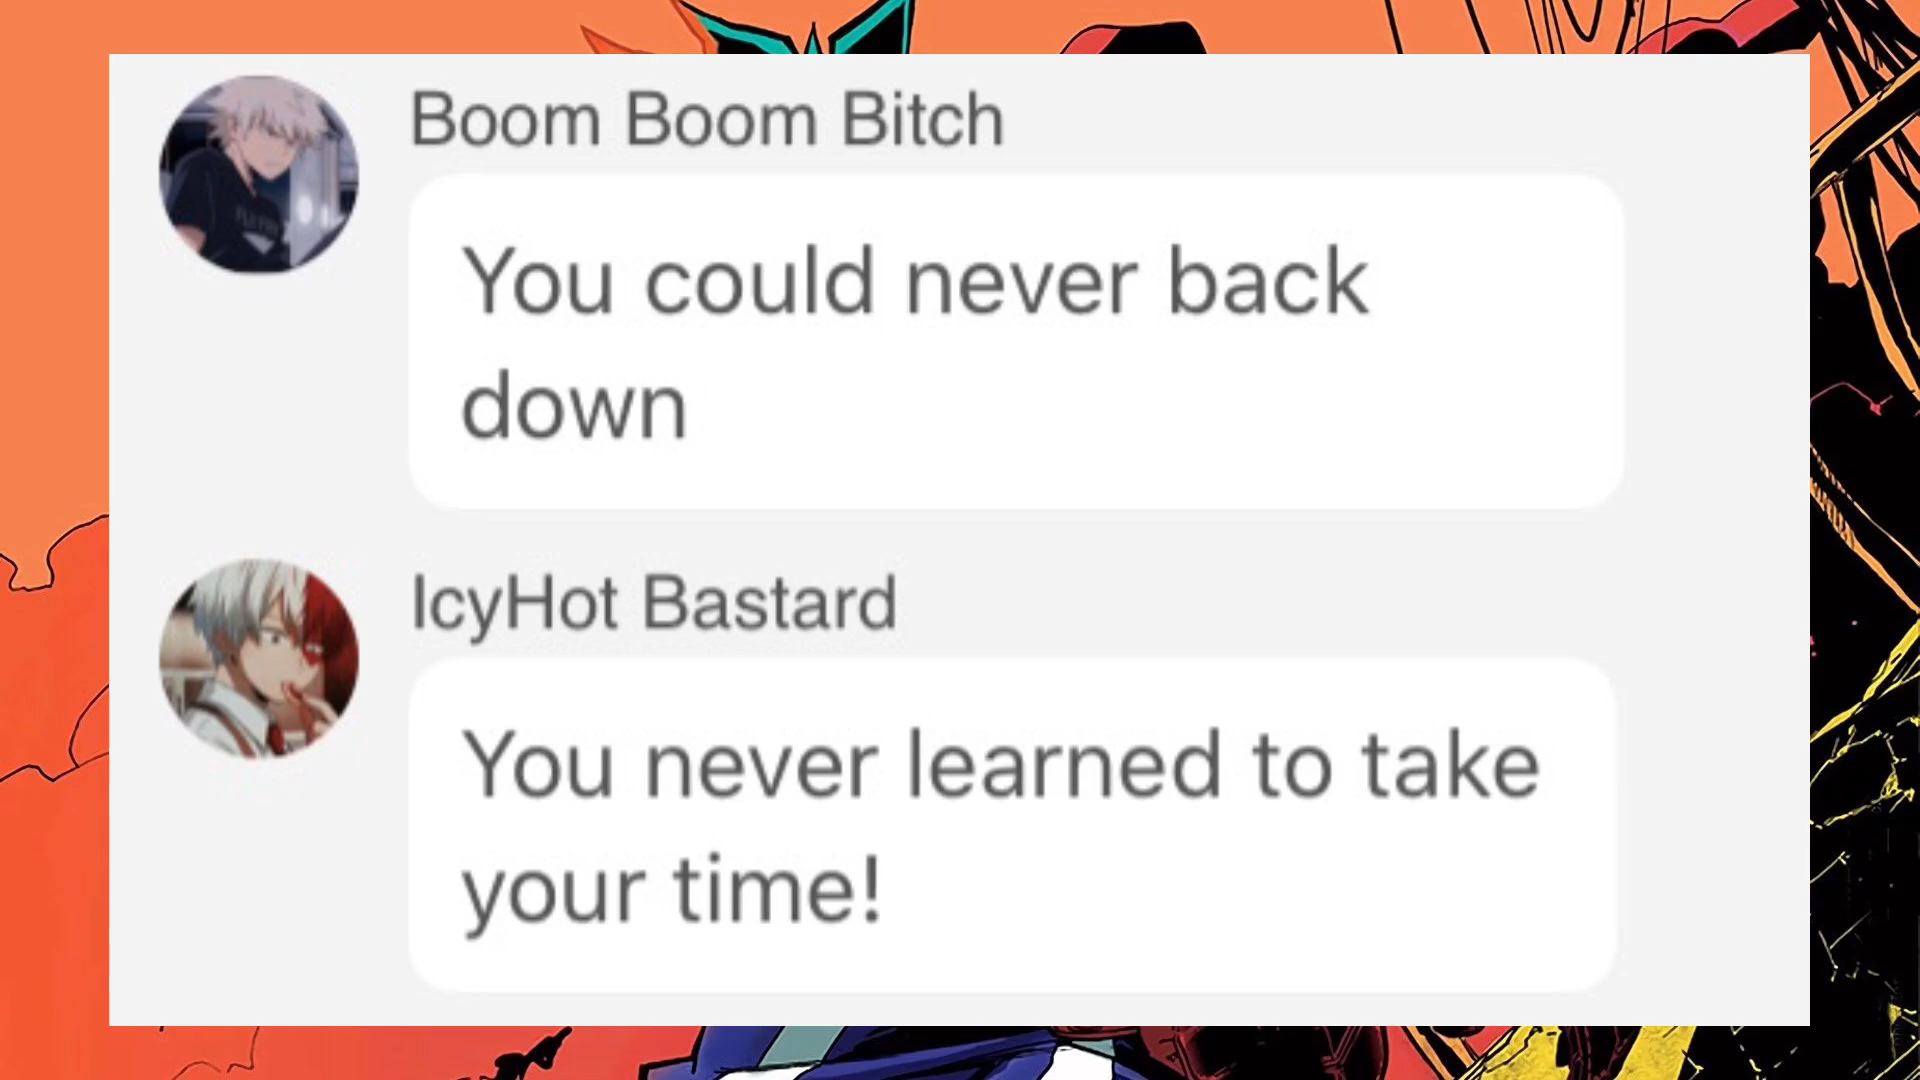 Boom Boom Bitch
You could never back
down
IcyHot Bastard
You never learned to take
your time!